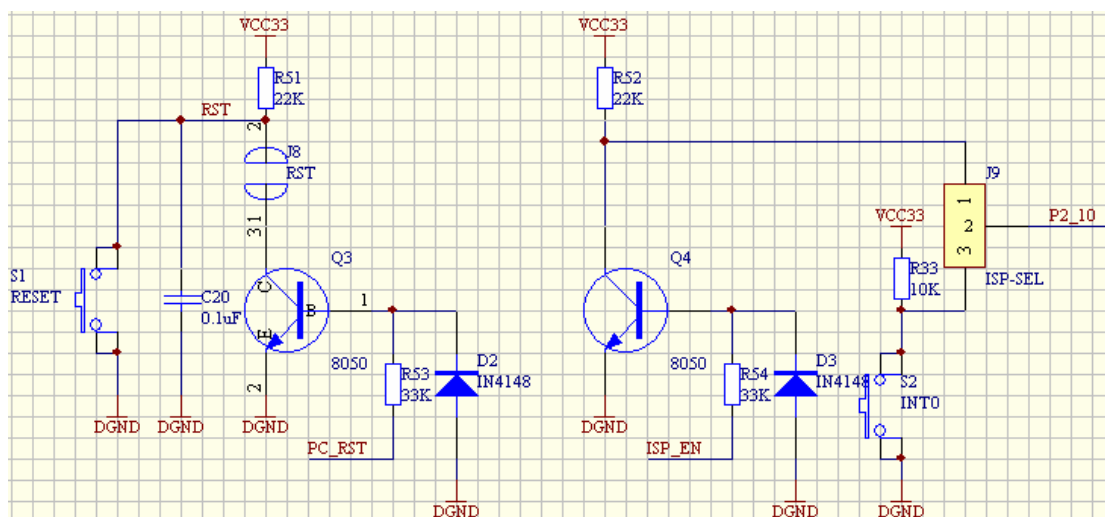 VCC33
VCC33
R51
22K
R52
22K
RST
2
J8
RST
J9
1
2
3
P2_10
VCC33
3 1
Q3
Q4
S1
RESET
C
R33
10K
ISP-SEL
C20
0.1uF
B
1
E
8050
D2
IN4148
8050
D3
IN4148
R53
33K
R54
33K
S2
INT0
2
DGND
DGND
DGND
DGND
PC_RST
ISP_EN
DGND
DGND
DGND